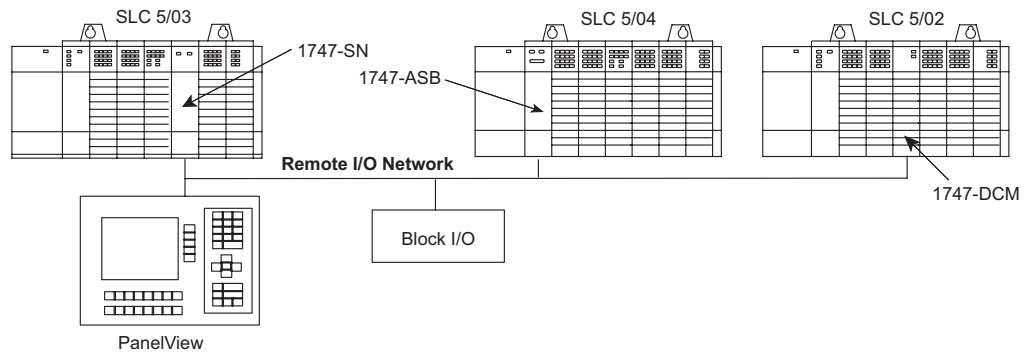 SLC 5/03
SLC 5/04
SLC 5/02
1747-SN
1747-ASB
Remote I/O Network
1747-DCM
Block I/O
PanelView